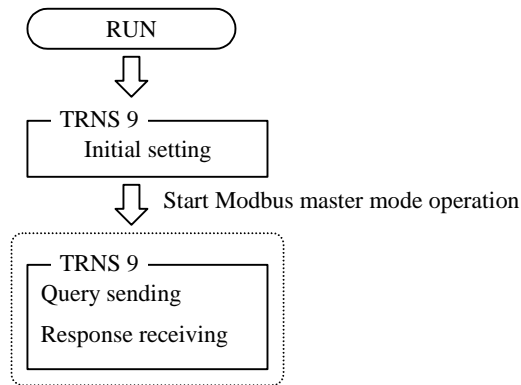 RUN
TRNS 9
Initial setting
Start Modbus master mode operation
TRNS 9
Query sending
Response receiving